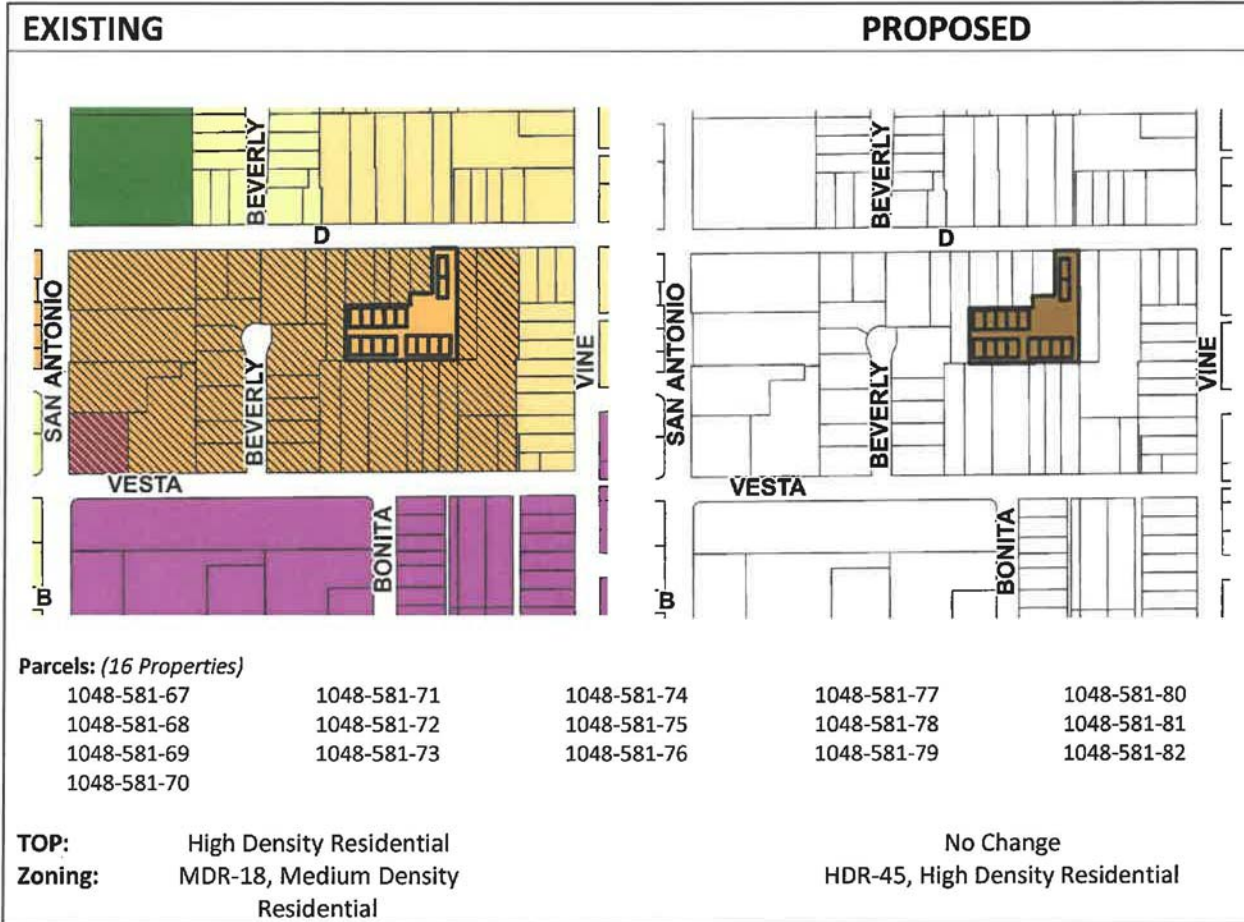 EXISTING PROPOSED
BEVERLY
D
SAN ANTONIO
BEVERLY
VINE
VESTA
BONITA
B
BEVERLY
D
SAN ANTONIO
BEVERLY
VINE
VESTA
BONITA
B
Parcels: (16 Properties)
1048-581-67 1048-581-71 1048-581-74 1048-581-77 1048-581-80
1048-581-68 1048-581-72 1048-581-75 1048-581-78 1048-581-81
1048-581-69 1048-581-73 1048-581-76 1048-581-79 1048-581-82
1048-581-70
TOP: High Density Residential No Change
Zoning: MDR-18, Medium Density HDR-45, High Density Residential
Residential